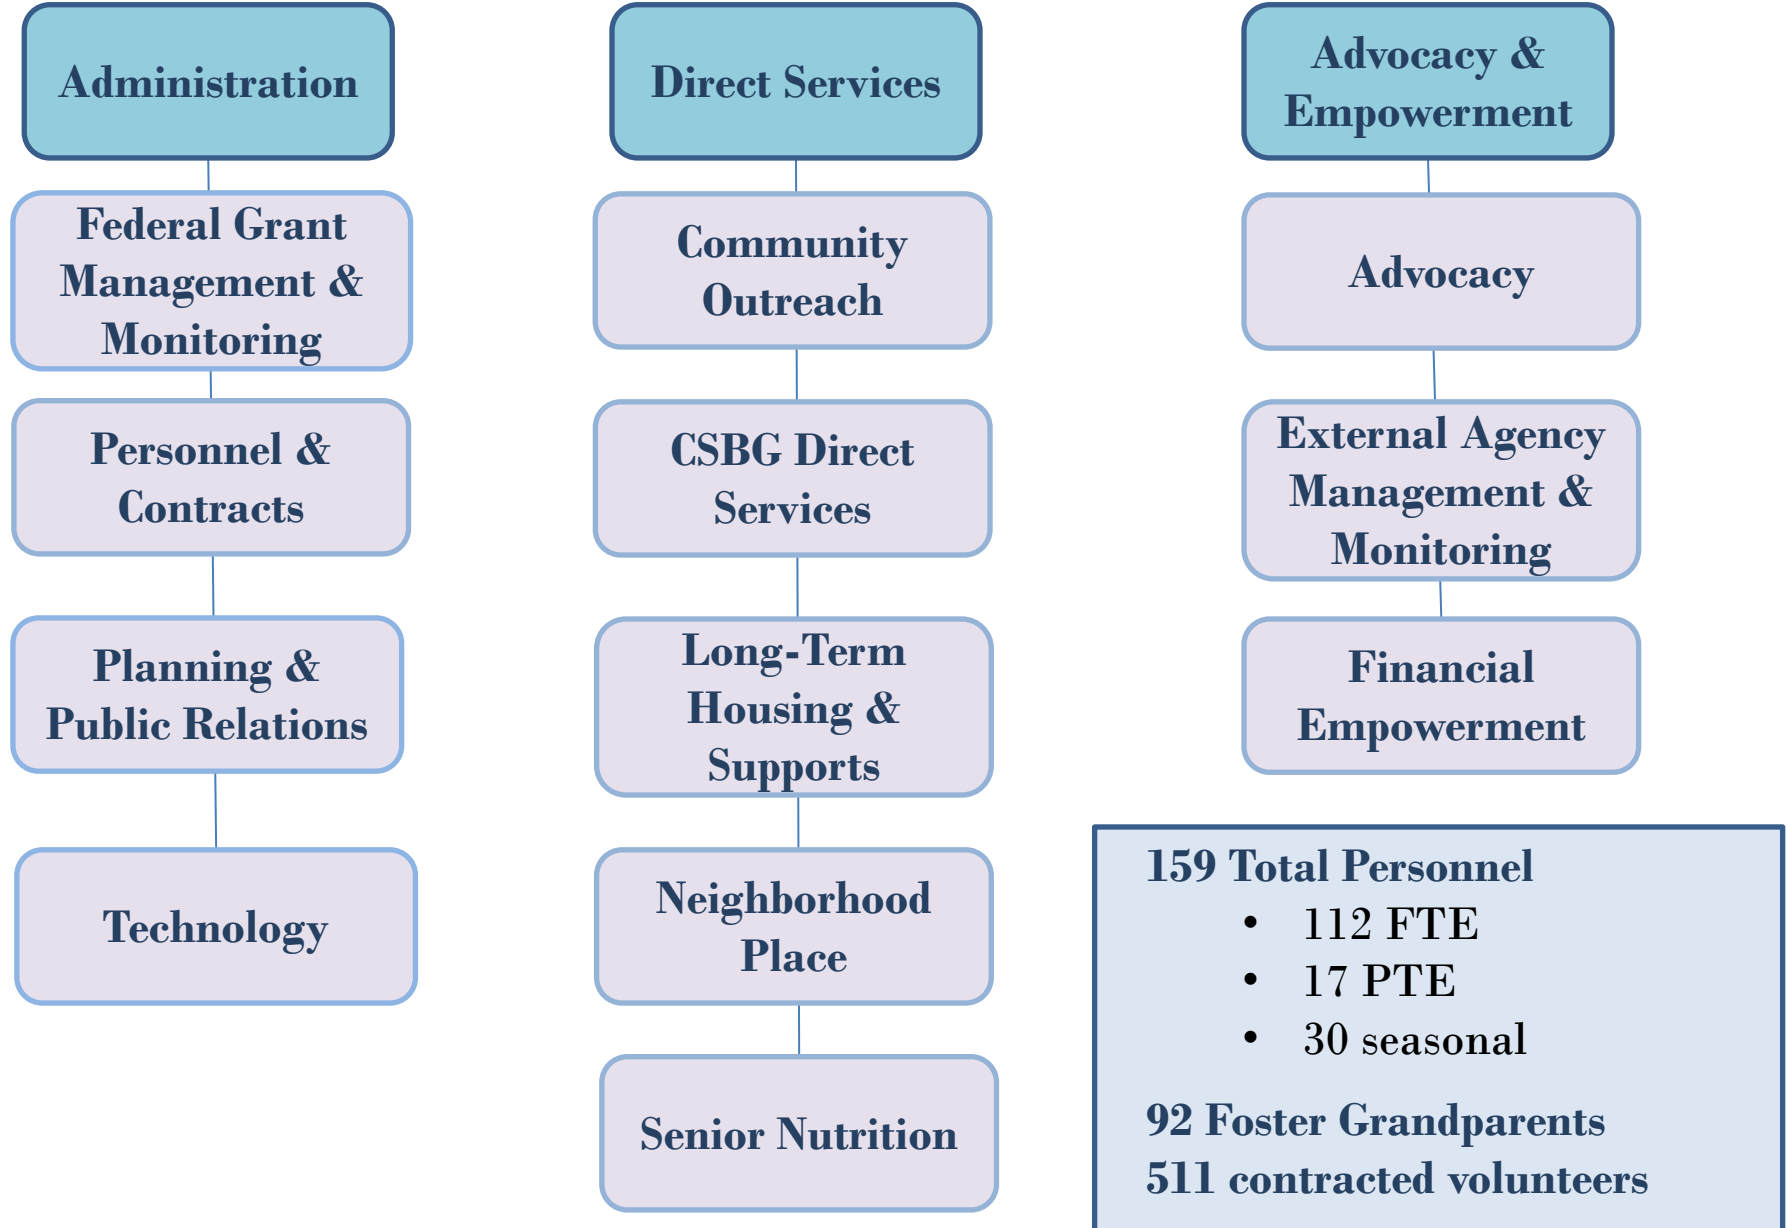 Administration
Federal Grant
Management &
Monitoring
Personnel &
Contracts
Planning &
Public Relations
Technology
Direct Services
Community
Outreach
CSBG Direct
Services
Long-Term
Housing &
Supports
Neighborhood
Place
Senior Nutrition
Advocacy &
Empowerment
Advocacy
External Agency
Management &
Monitoring
Financial
Empowerment
159 Total Personnel
• 112 FTE
• 17 PTE
• 30 seasonal
92 Foster Grandparents
511 contracted volunteers